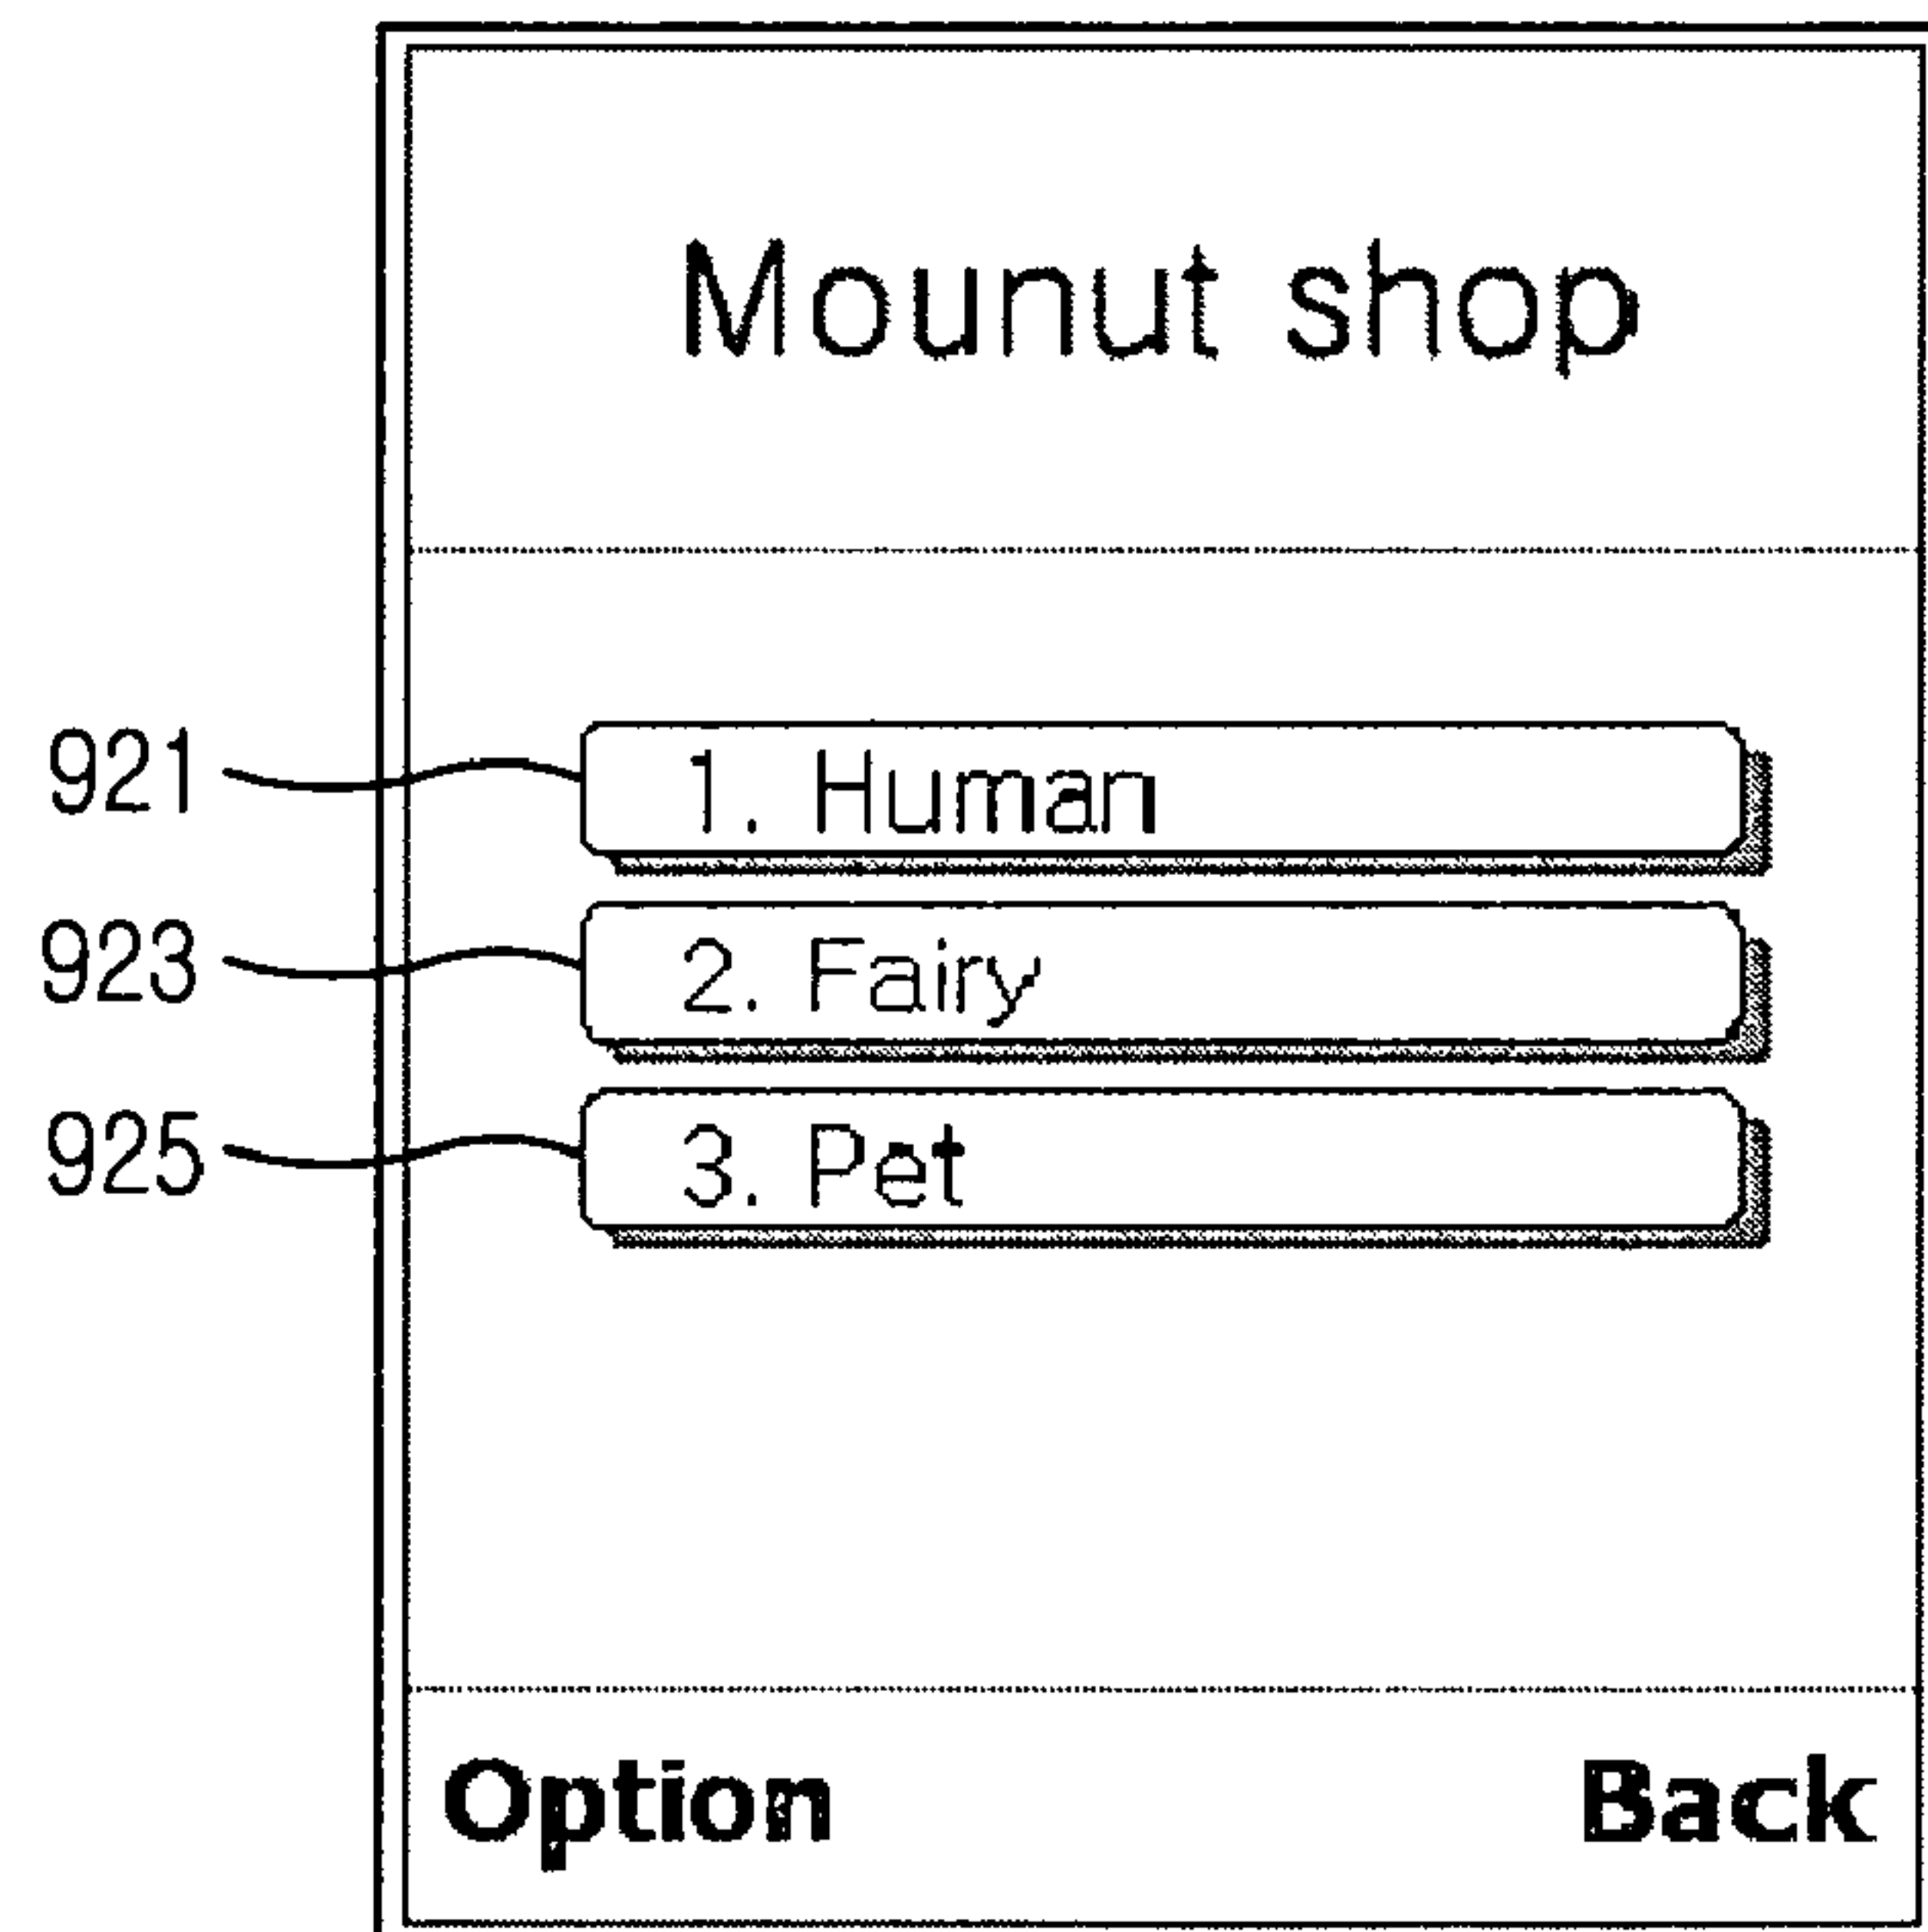 Mounut shop
921 1. Human
923 2. Fairy
925 3. Pet
Option Back